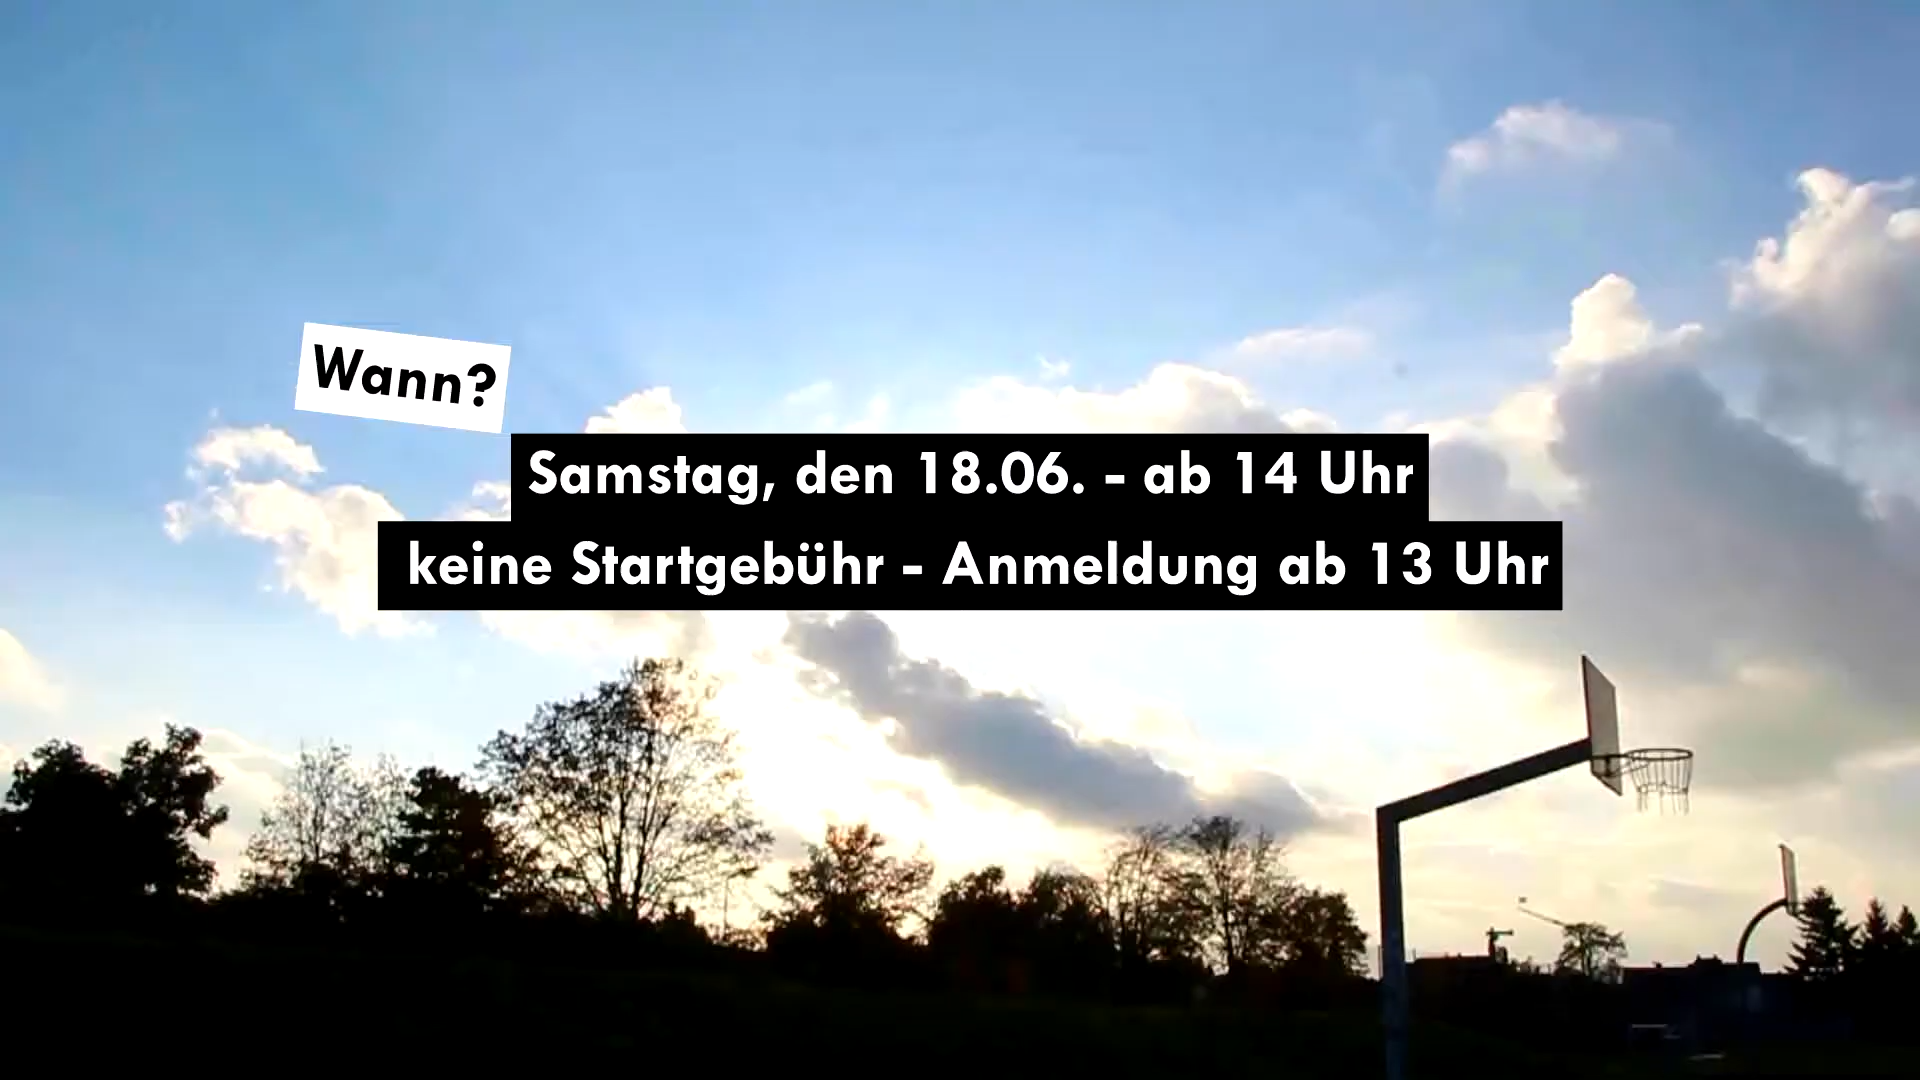 Wann?
Samstag, den 18.06. - ab 14 Uhr
keine Startgebühr - Anmeldung ab 13 Uhr